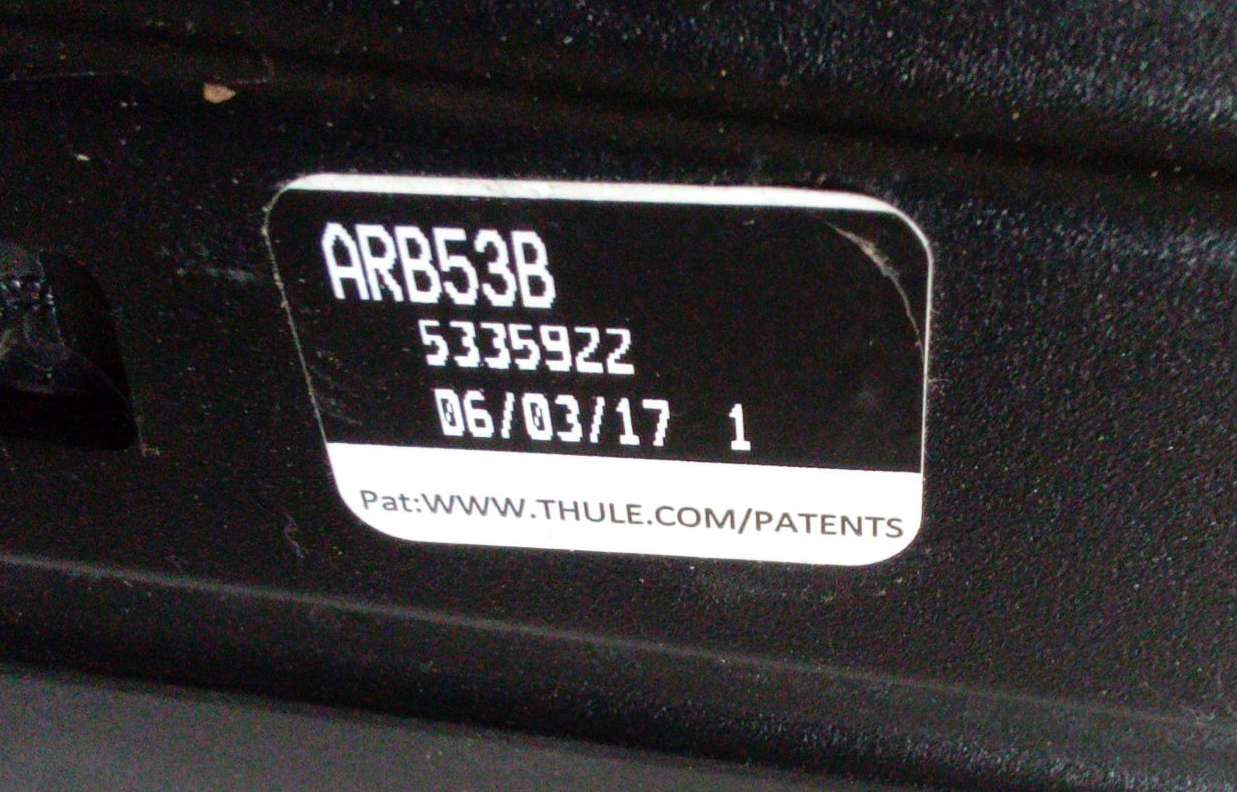 ARB53B
5335922
06/03/17 1
Pat:WWW.THULE.COM/PATENTS